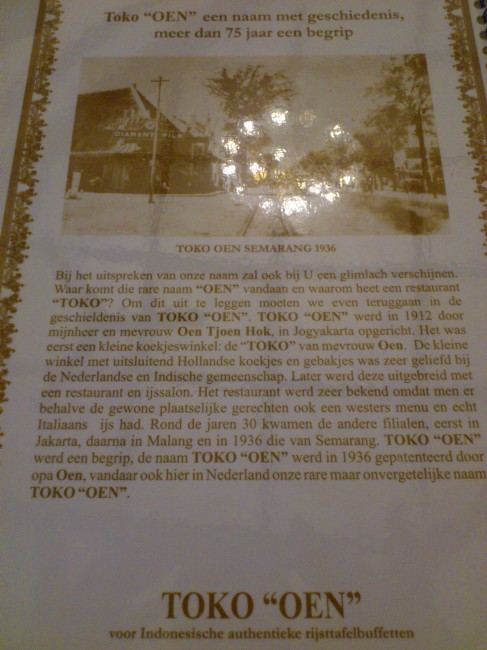 Toko “OEN” een naam met geschiedenis,
meer dan 75 jaar een begrip
DIAMANT PILS
TOKO OEN SEMARANG 1936
Bij het uitspreken van onze naam zal ook bij U een glimlach verschijnen.
Waar komt die rare naam “OEN” vandaan en waarom heet een restaurant
“TOKO”? Om dit uit te leggen moeten we even teruggaan in de
geschieldenis van TOKO “OEN”. TOKO “OEN” werd in 1912 door
mijnheer en mevrouw Oen Tjoen Hok, in Jogyakarta opgericht. Het was
eerst een kleine koekjeswinkel: de “TOKO” van mevrouw Oen. De kleine
winkel met uitsluitend Hollandse koekjes en gebakjes was zeer geliefd bij
de Nederlandse en Indische gemeenschap. Later werd deze uitgebreid met
een restaurant en ijssalon. Het restaurant werd zeer bekend omdat men er
behalve de gewone plaatselijke gerechten ook een westers menu en echt
Italiaans ijs had. Rond de jaren 30 kwamen de andere filialen, eerst in
Jakarta, daarna in Malang en in 1936 die van Semarang. TOKO “OEN”
werd een begrip, de naam TOKO “OEN” werd in 1936 gepatenteerd door
opa Oen, vandaar ook hier in Nederland onze rare maar onvergetelijke naam
TOKO “OEN”.
TOKO “OEN”
voor Indonesische authentieke rijsttafelbuffetten